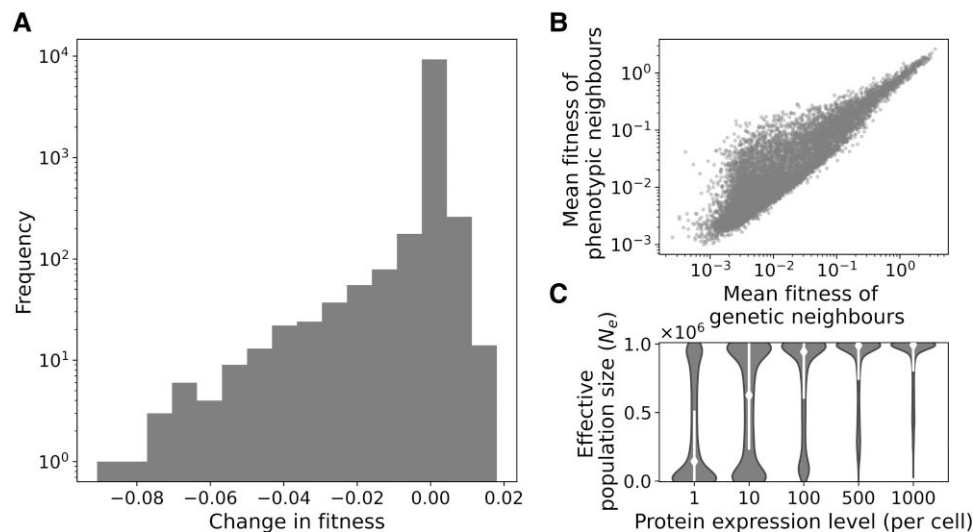 A
10⁴
10³
10²
10¹
10⁰
Frequency
−0.08 −0.06 −0.04 −0.02 0.00 0.02
Change in fitness
B
10⁰
10⁻¹
10⁻²
10⁻³
Mean fitness of
phenotypic neighbours
10⁻³ 10⁻² 10⁻¹ 10⁰
Mean fitness of
genetic neighbours
C
×10⁶
1.0
0.5
0.0
Effective
population size (Nₑ)
1 10 100 500 1000
Protein expression level (per cell)